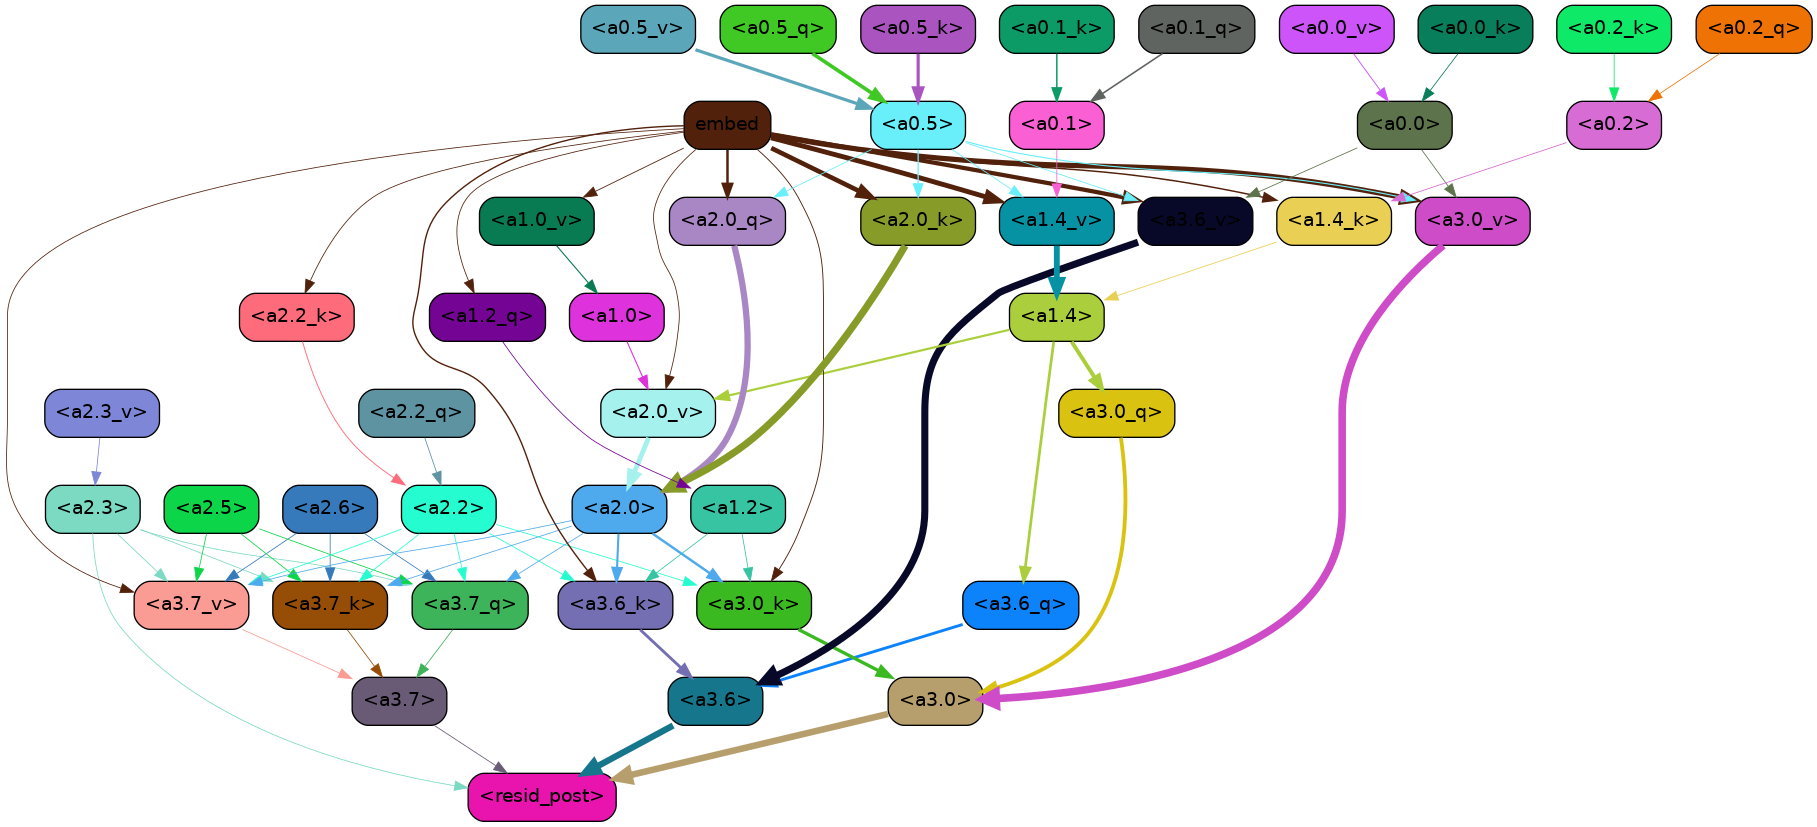 <a0.5_v> <a0.5_q> <a0.5_k> <a0.1_k> <a0.1_q> <a0.0_v> <a0.0_k> <a0.2_k> <a0.2_q>
embed <a0.5> <a0.1> <a0.0> <a0.2>
<a1.0_v> <a2.0_q> <a2.0_k> <a1.4_v> <a3.6_v> <a1.4_k> <a3.0_v>
<a2.2_k> <a1.2_q> <a1.0> <a1.4>
<a2.3_v> <a2.2_q> <a2.0_v> <a3.0_q>
<a2.3> <a2.5> <a2.6> <a2.2> <a2.0> <a1.2>
<a3.7_v> <a3.7_k> <a3.7_q> <a3.6_k> <a3.0_k> <a3.6_q>
<a3.7> <a3.6> <a3.0>
<resid_post>